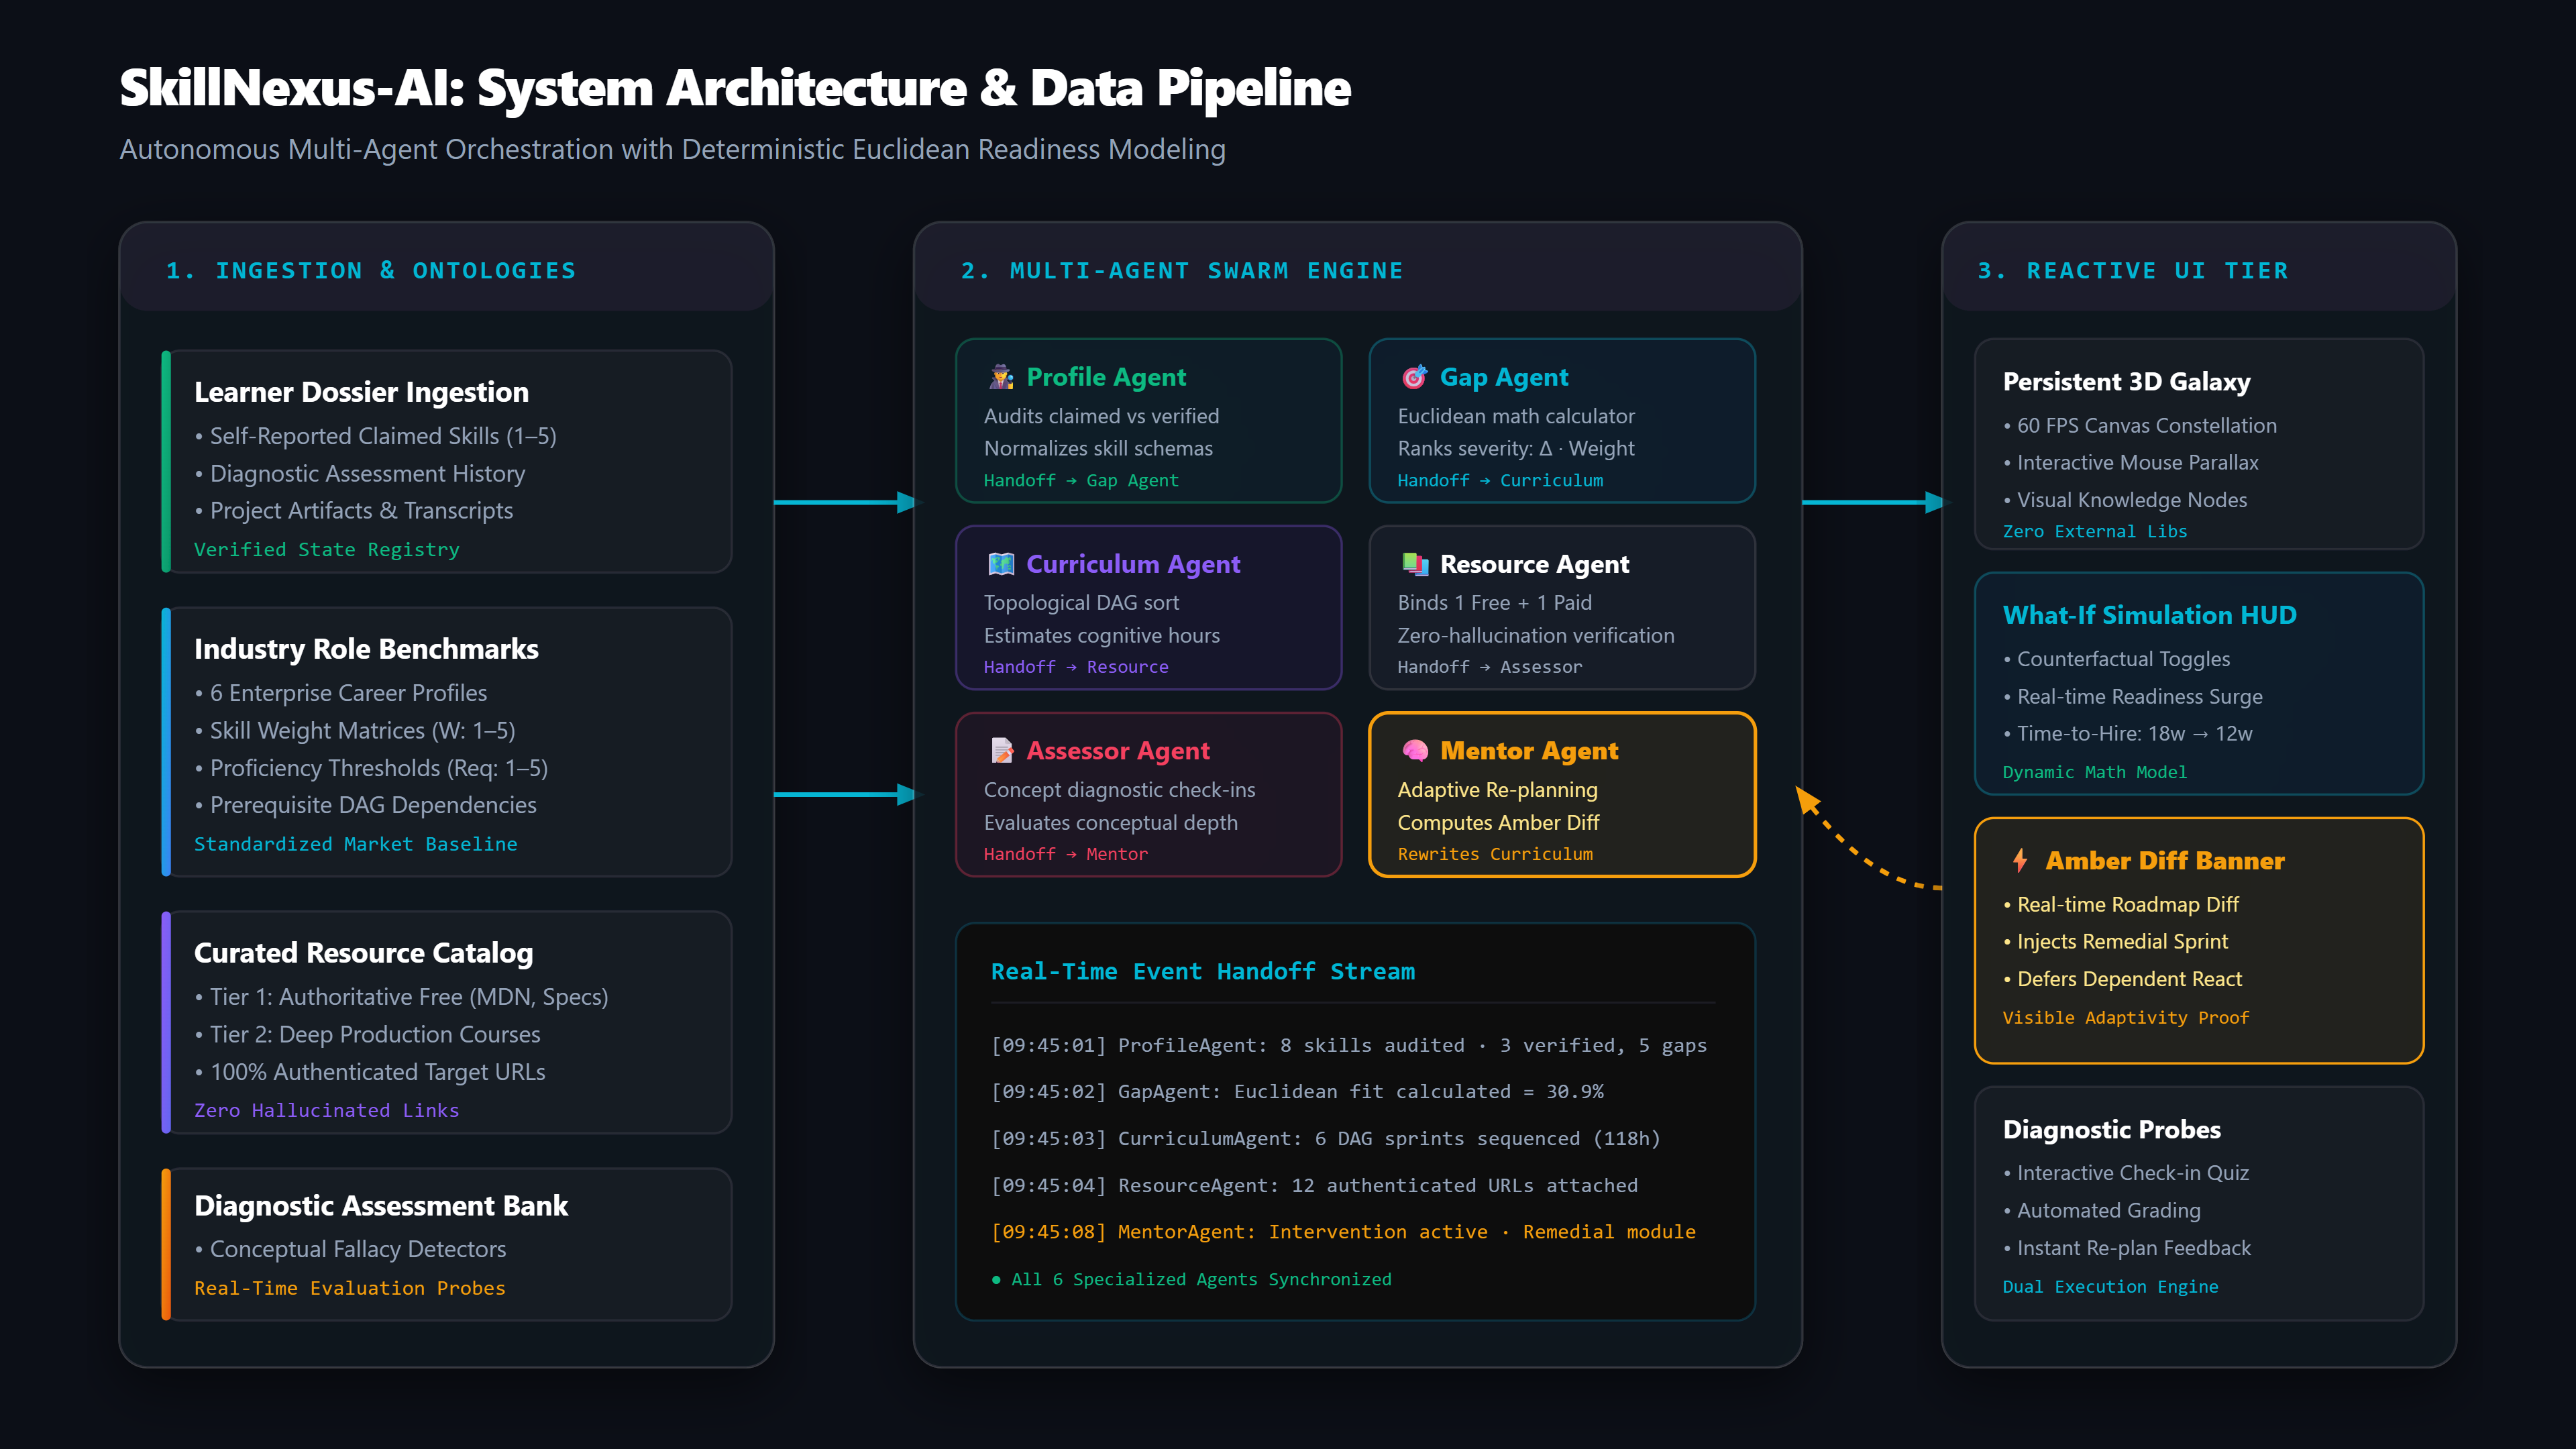 SkillNexus-AI: System Architecture & Data Pipeline
Autonomous Multi-Agent Orchestration with Deterministic Euclidean Readiness Modeling
1. INGESTION & ONTOLOGIES
Learner Dossier Ingestion
• Self-Reported Claimed Skills (1–5)
• Diagnostic Assessment History
• Project Artifacts & Transcripts
Verified State Registry
Industry Role Benchmarks
• 6 Enterprise Career Profiles
• Skill Weight Matrices (W: 1–5)
• Proficiency Thresholds (Req: 1–5)
• Prerequisite DAG Dependencies
Standardized Market Baseline
Curated Resource Catalog
• Tier 1: Authoritative Free (MDN, Specs)
• Tier 2: Deep Production Courses
• 100% Authenticated Target URLs
Zero Hallucinated Links
Diagnostic Assessment Bank
• Conceptual Fallacy Detectors
Real-Time Evaluation Probes
2. MULTI-AGENT SWARM ENGINE
Profile Agent
Audits claimed vs verified
Normalizes skill schemas
Handoff → Gap Agent
Gap Agent
Euclidean math calculator
Ranks severity: Δ · Weight
Handoff → Curriculum
Curriculum Agent
Topological DAG sort
Estimates cognitive hours
Handoff → Resource
Resource Agent
Binds 1 Free + 1 Paid
Zero-hallucination verification
Handoff → Assessor
Assessor Agent
Concept diagnostic check-ins
Evaluates conceptual depth
Handoff → Mentor
Mentor Agent
Adaptive Re-planning
Computes Amber Diff
Rewrites Curriculum
Real-Time Event Handoff Stream
[09:45:01] ProfileAgent: 8 skills audited · 3 verified, 5 gaps
[09:45:02] GapAgent: Euclidean fit calculated = 30.9%
[09:45:03] CurriculumAgent: 6 DAG sprints sequenced (118h)
[09:45:04] ResourceAgent: 12 authenticated URLs attached
[09:45:08] MentorAgent: Intervention active · Remedial module
● All 6 Specialized Agents Synchronized
3. REACTIVE UI TIER
Persistent 3D Galaxy
• 60 FPS Canvas Constellation
• Interactive Mouse Parallax
• Visual Knowledge Nodes
Zero External Libs
What-If Simulation HUD
• Counterfactual Toggles
• Real-time Readiness Surge
• Time-to-Hire: 18w → 12w
Dynamic Math Model
Amber Diff Banner
• Real-time Roadmap Diff
• Injects Remedial Sprint
• Defers Dependent React
Visible Adaptivity Proof
Diagnostic Probes
• Interactive Check-in Quiz
• Automated Grading
• Instant Re-plan Feedback
Dual Execution Engine